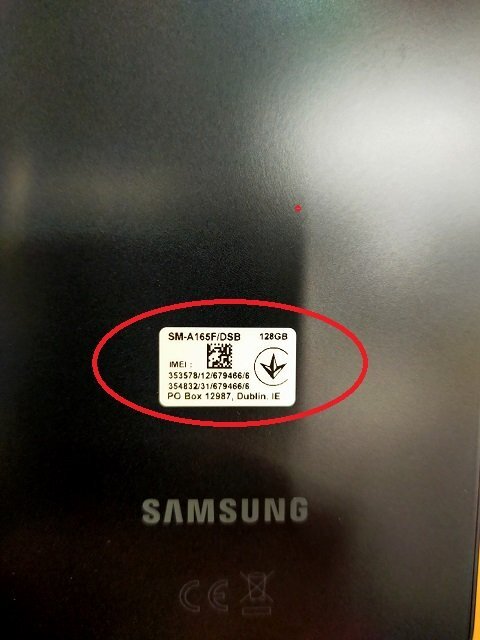 SM-A165F/DSB 128GB
IMEI :
353578/12/679466/6
354832/31/679466/6
PO Box 12987, Dublin. IE
SAMSUNG
CE